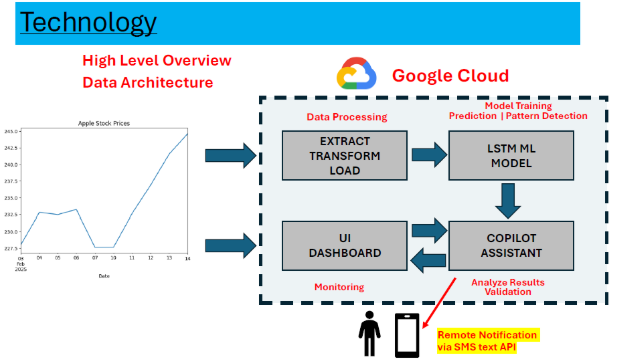 Technology
High Level Overview
Data Architecture
Google Cloud
Apple Stock Prices
245.0
242.5
240.0
237.5
235.0
232.5
230.0
227.5
03
Feb
2025
04
05
06
07
10
11
12
13
14
Date
Data Processing
EXTRACT
TRANSFORM
LOAD
Model Training
Prediction | Pattern Detection
LSTM ML
MODEL
UI
DASHBOARD
Monitoring
COPILOT
ASSISTANT
Analyze Results
Validation
Remote Notification
via SMS text API